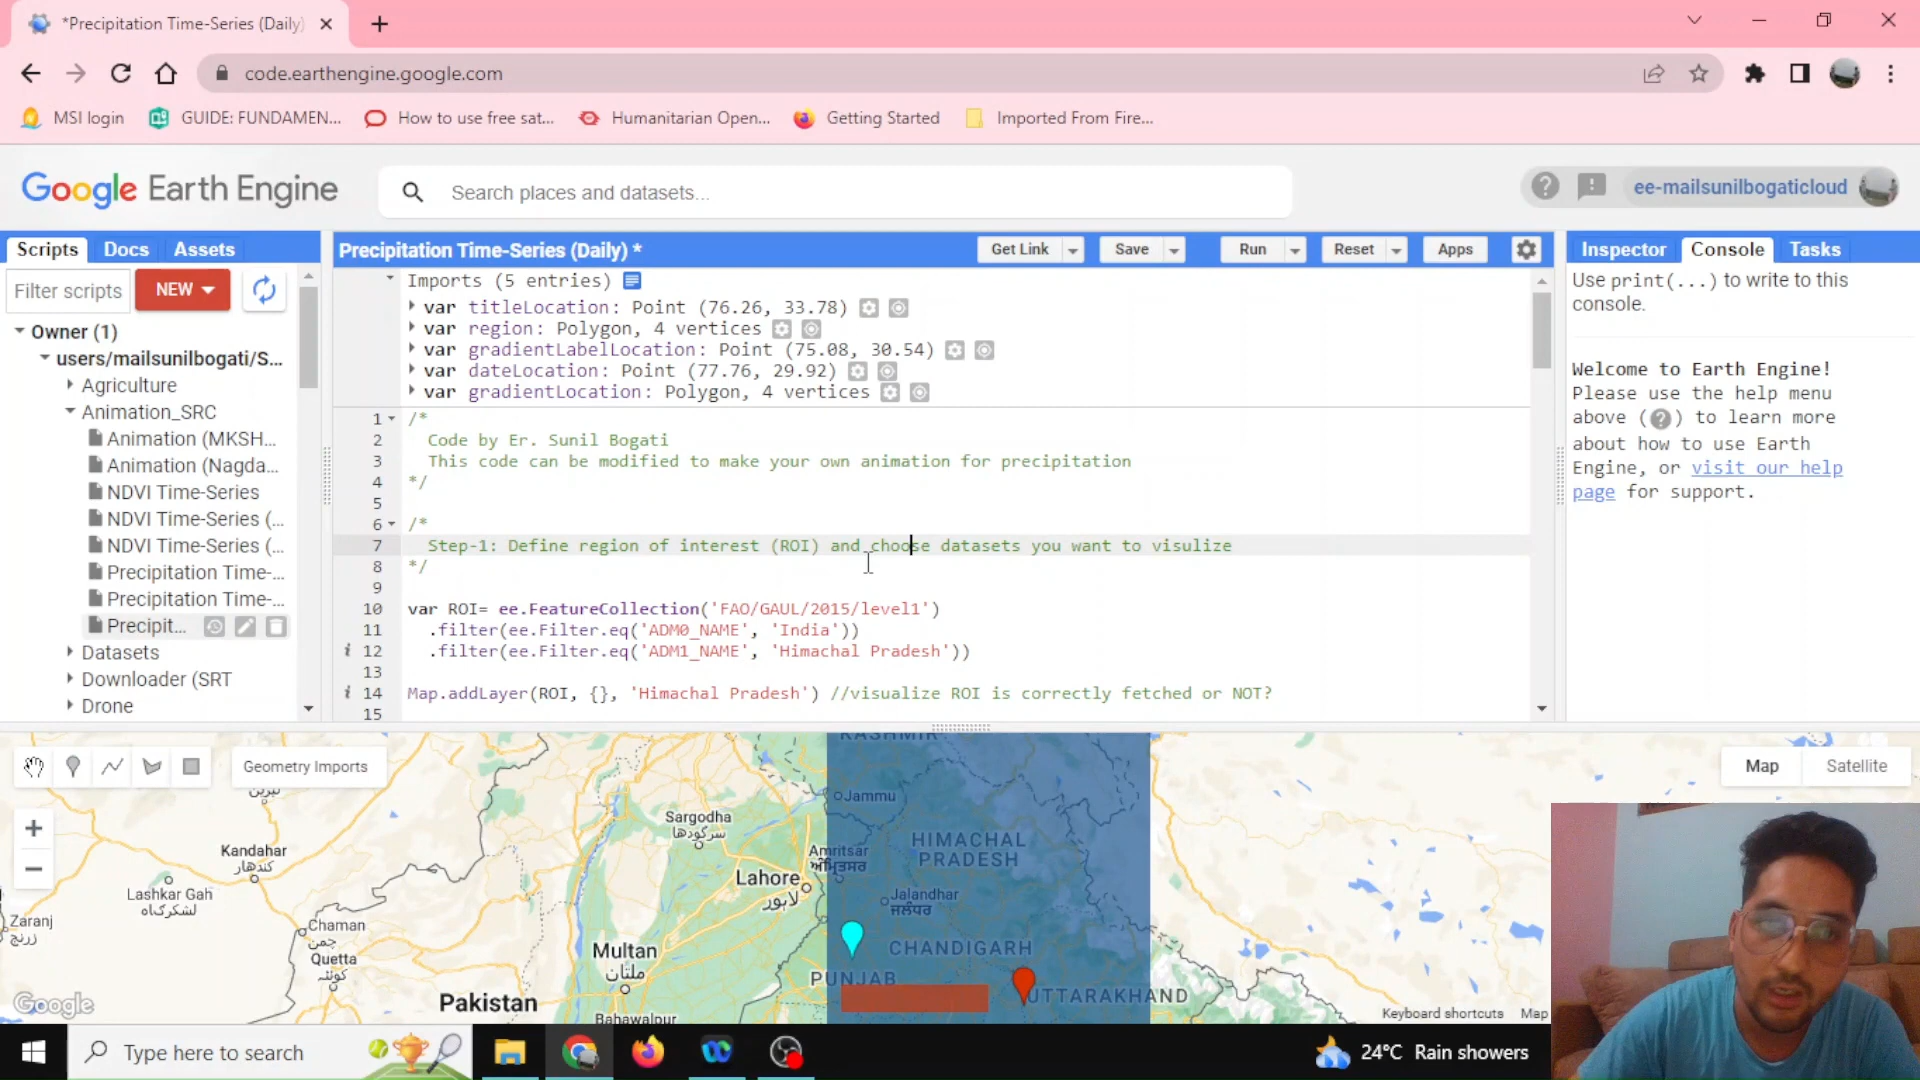 *Precipitation Time-Series (Daily)
code.earthengine.google.com
MSI login
GUIDE: FUNDAMEN...
How to use free sat...
Humanitarian Open...
Getting Started
Imported From Fire...
Google Earth Engine
Search places and datasets...
ee-mailsunilbogaticloud
Scripts Docs Assets
Filter scripts
NEW
Owner (1)
users/mailsunilbogati/S...
Agriculture
Animation_SRC
Animation (MKSH...
Animation (Nagda...
NDVI Time-Series
NDVI Time-Series (...
NDVI Time-Series (...
Precipitation Time-...
Precipitation Time-...
Precipit...
Datasets
Downloader (SRT
Drone
Precipitation Time-Series (Daily) *
Get Link
Save
Run
Reset
Apps
Imports (5 entries)
var titleLocation: Point (76.26, 33.78)
var region: Polygon, 4 vertices
var gradientLabelLocation: Point (75.08, 30.54)
var dateLocation: Point (77.76, 29.92)
var gradientLocation: Polygon, 4 vertices
1 /*
2 Code by Er. Sunil Bogati
3 This code can be modified to make your own animation for precipitation
4 */
5
6 /*
7 Step-1: Define region of interest (ROI) and choose datasets you want to visulize
8 */
9
10 var ROI= ee.FeatureCollection('FAO/GAUL/2015/level1')
11 .filter(ee.Filter.eq('ADM0_NAME', 'India'))
i 12 .filter(ee.Filter.eq('ADM1_NAME', 'Himachal Pradesh'))
13
i 14 Map.addLayer(ROI, {}, 'Himachal Pradesh') //visualize ROI is correctly fetched or NOT?
15
Inspector Console Tasks
Use print(...) to write to this
console.
Welcome to Earth Engine!
Please use the help menu
above (?) to learn more
about how to use Earth
Engine, or visit our help
page for support.
Geometry Imports
Map
Satellite
KASHMIR
Jammu
Sargodha
سرگودها
HIMACHAL
PRADESH
Kandahar
Amritsar
ਅੰਮ੍ਰਿਤਸਰ
Lahore
لاہور
Lashkar Gah
لشكرګاه
Jalandhar
ਜਲੰਧਰ
Zaranj
زرنج
Chaman
چمن
CHANDIGARH
Multan
ملتان
Quetta
كوئٹہ
PUNJAB
UTTARAKHAND
Pakistan
Bahawalpur
Google
Keyboard shortcuts
Map
Type here to search
24°C Rain showers